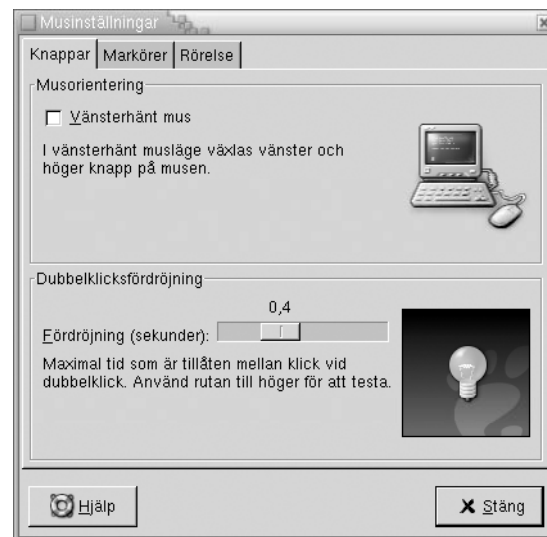 Musinställningar
Knappar Markörer Rörelse
Musorientering
Vänsterhänt mus
I vänsterhänt musläge växlas vänster och
höger knapp på musen.
Dubbelklicksfördröjning
0,4
Fördröjning (sekunder):
Maximal tid som är tillåten mellan klick vid
dubbelklick. Använd rutan till höger för att testa.
Hjälp
Stäng